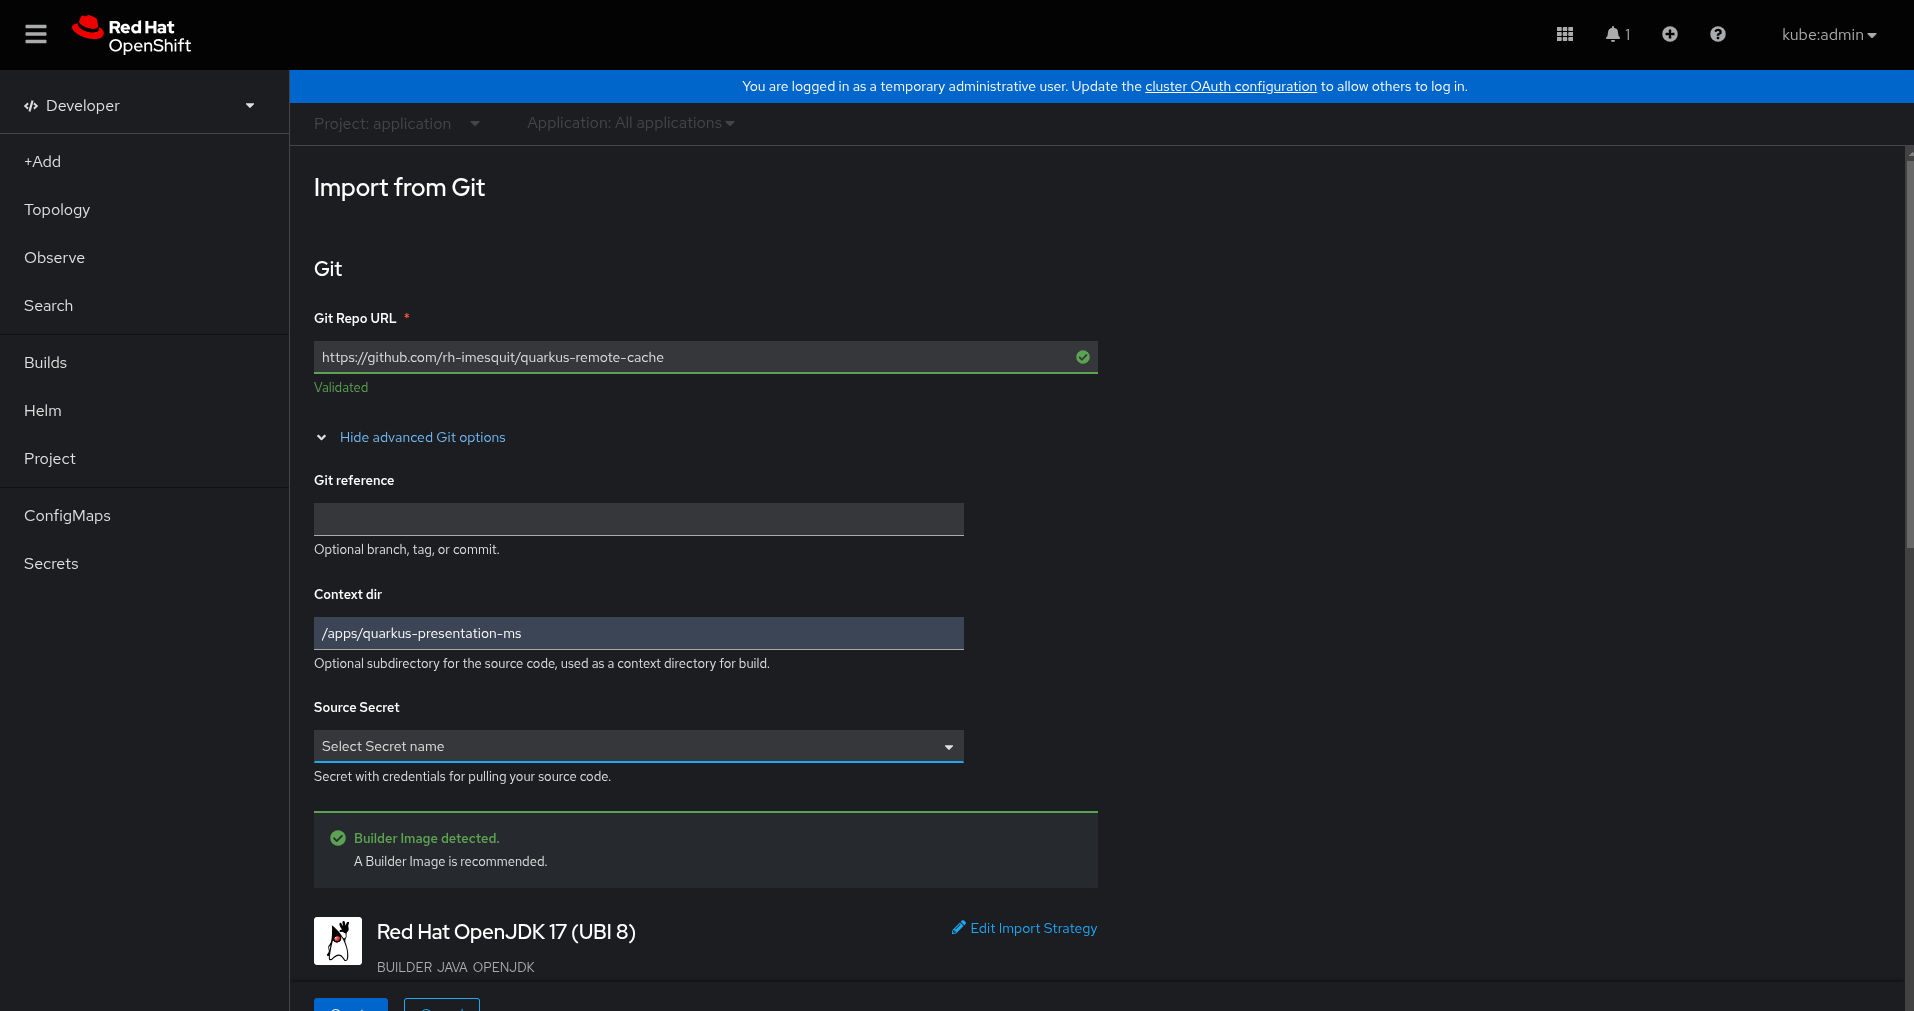 Red Hat
OpenShift
1
kube:admin
Developer
+Add
Topology
Observe
Search
Builds
Helm
Project
ConfigMaps
Secrets
You are logged in as a temporary administrative user. Update the cluster OAuth configuration to allow others to log in.
Project: application
Application: All applications
Import from Git
Git
Git Repo URL *
https://github.com/rh-imesquit/quarkus-remote-cache
Validated
Hide advanced Git options
Git reference
Optional branch, tag, or commit.
Context dir
/apps/quarkus-presentation-ms
Optional subdirectory for the source code, used as a context directory for build.
Source Secret
Select Secret name
Secret with credentials for pulling your source code.
Builder Image detected.
A Builder Image is recommended.
Red Hat OpenJDK 17 (UBI 8)
Edit Import Strategy
BUILDER JAVA OPENJDK